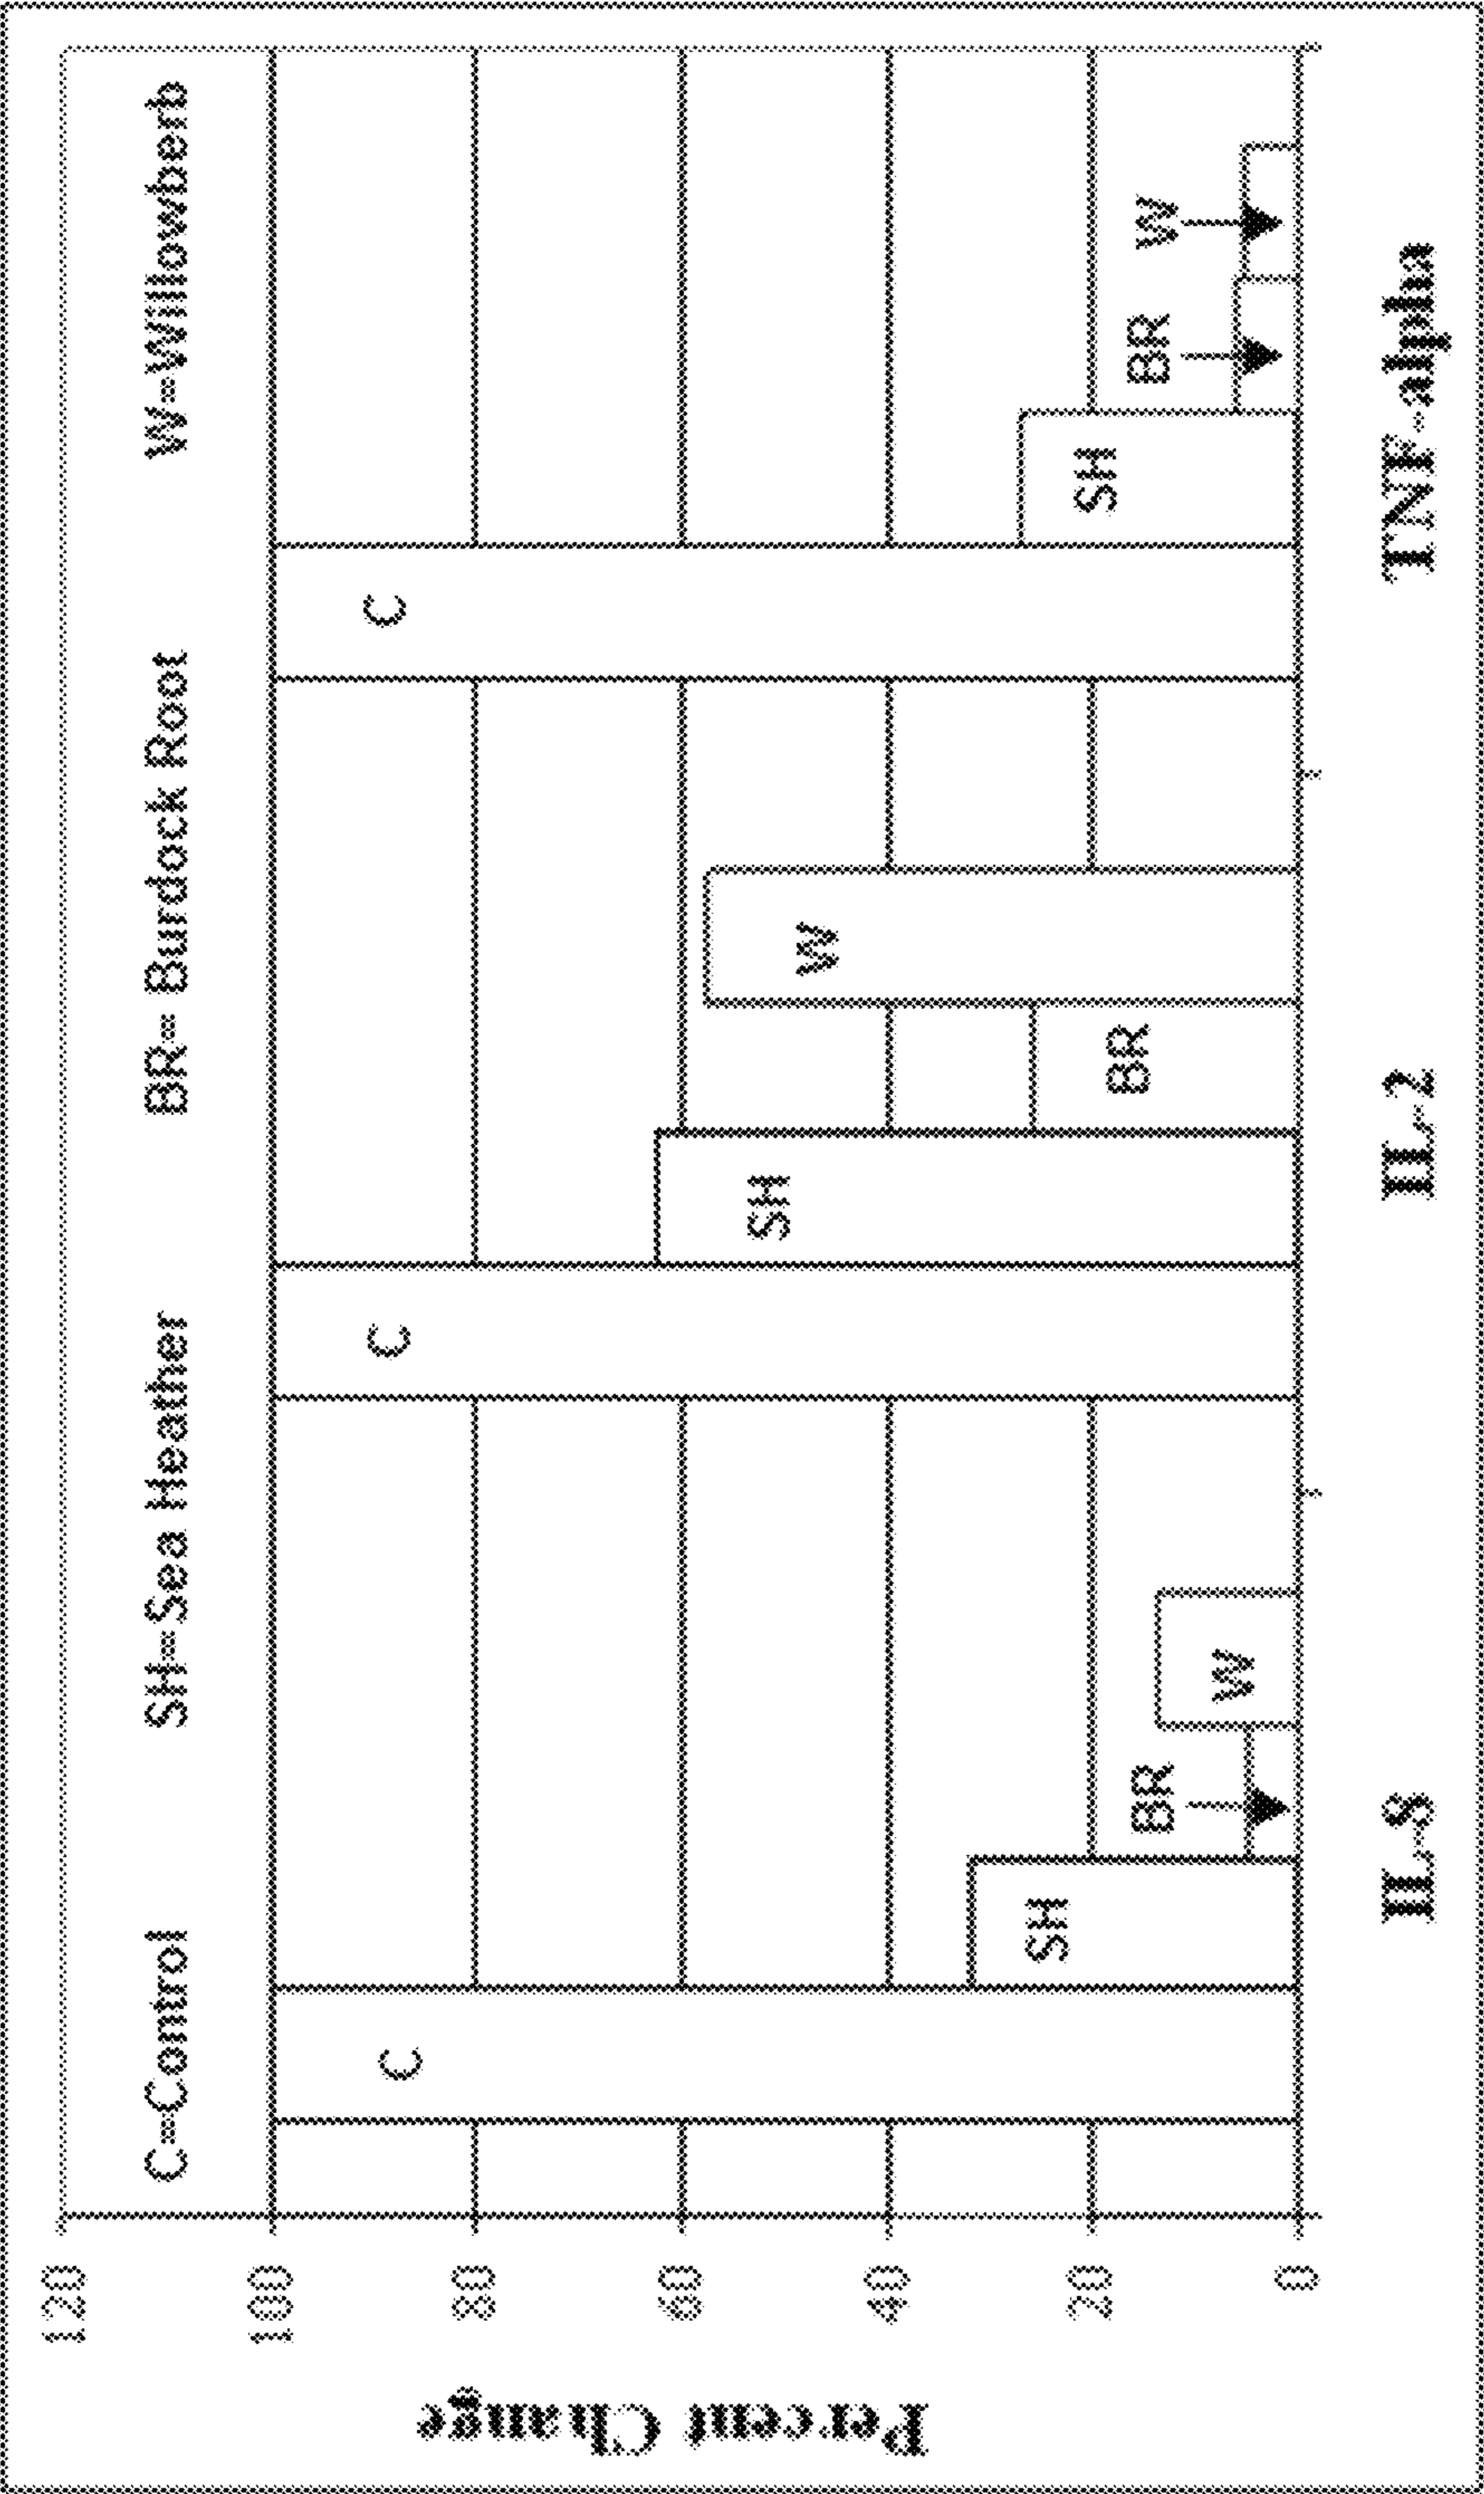 C=Control SH=Sea Heather BR= Burdock Root W=Willowherb
Percent Change
120
100
80
60
40
20
0
C
SH
BR
W
C
SH
BR
W
C
SH
BR
W
IL-8
IL-2
TNF-alpha